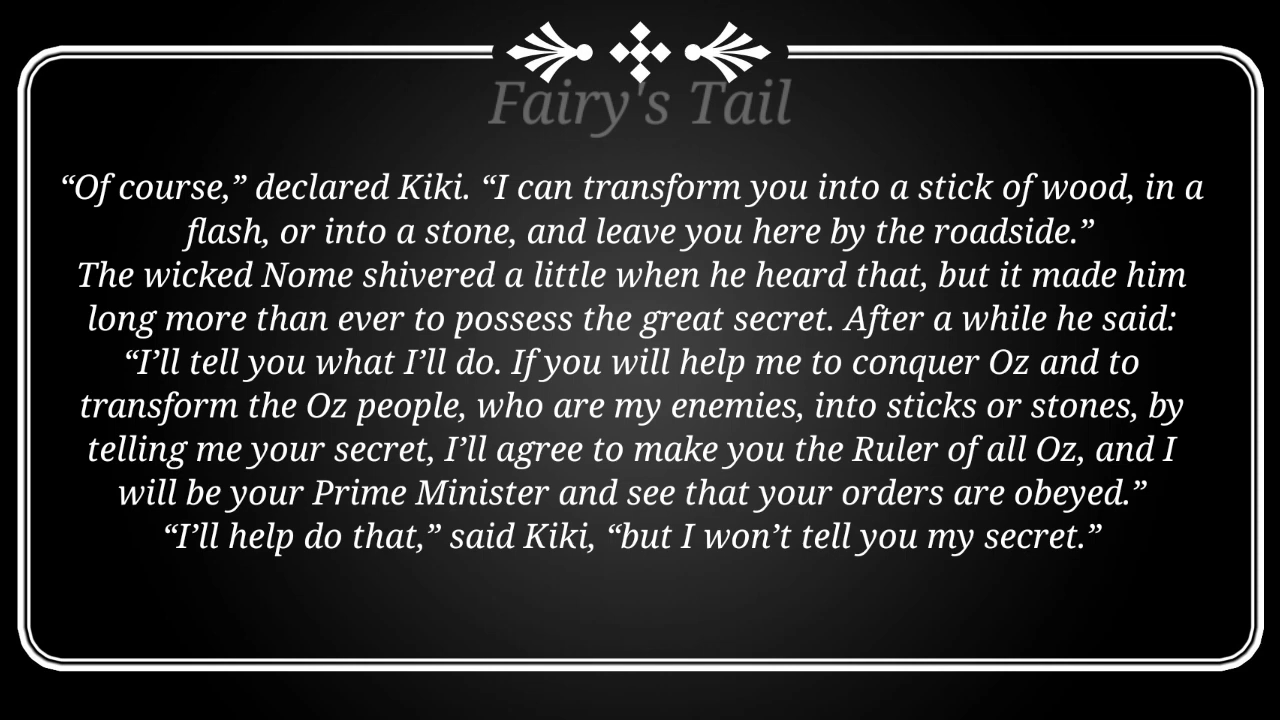 Fairy's Tail
“Of course,” declared Kiki. “I can transform you into a stick of wood, in a
flash, or into a stone, and leave you here by the roadside.”
The wicked Nome shivered a little when he heard that, but it made him
long more than ever to possess the great secret. After a while he said:
“I’ll tell you what I’ll do. If you will help me to conquer Oz and to
transform the Oz people, who are my enemies, into sticks or stones, by
telling me your secret, I’ll agree to make you the Ruler of all Oz, and I
will be your Prime Minister and see that your orders are obeyed.”
“I’ll help do that,” said Kiki, “but I won’t tell you my secret.”